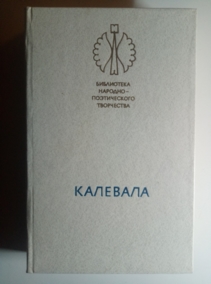 БИБЛИОТЕКА
НАРОДНО-
ПОЭТИЧЕСКОГО
ТВОРЧЕСТВА
КАЛЕВАЛА